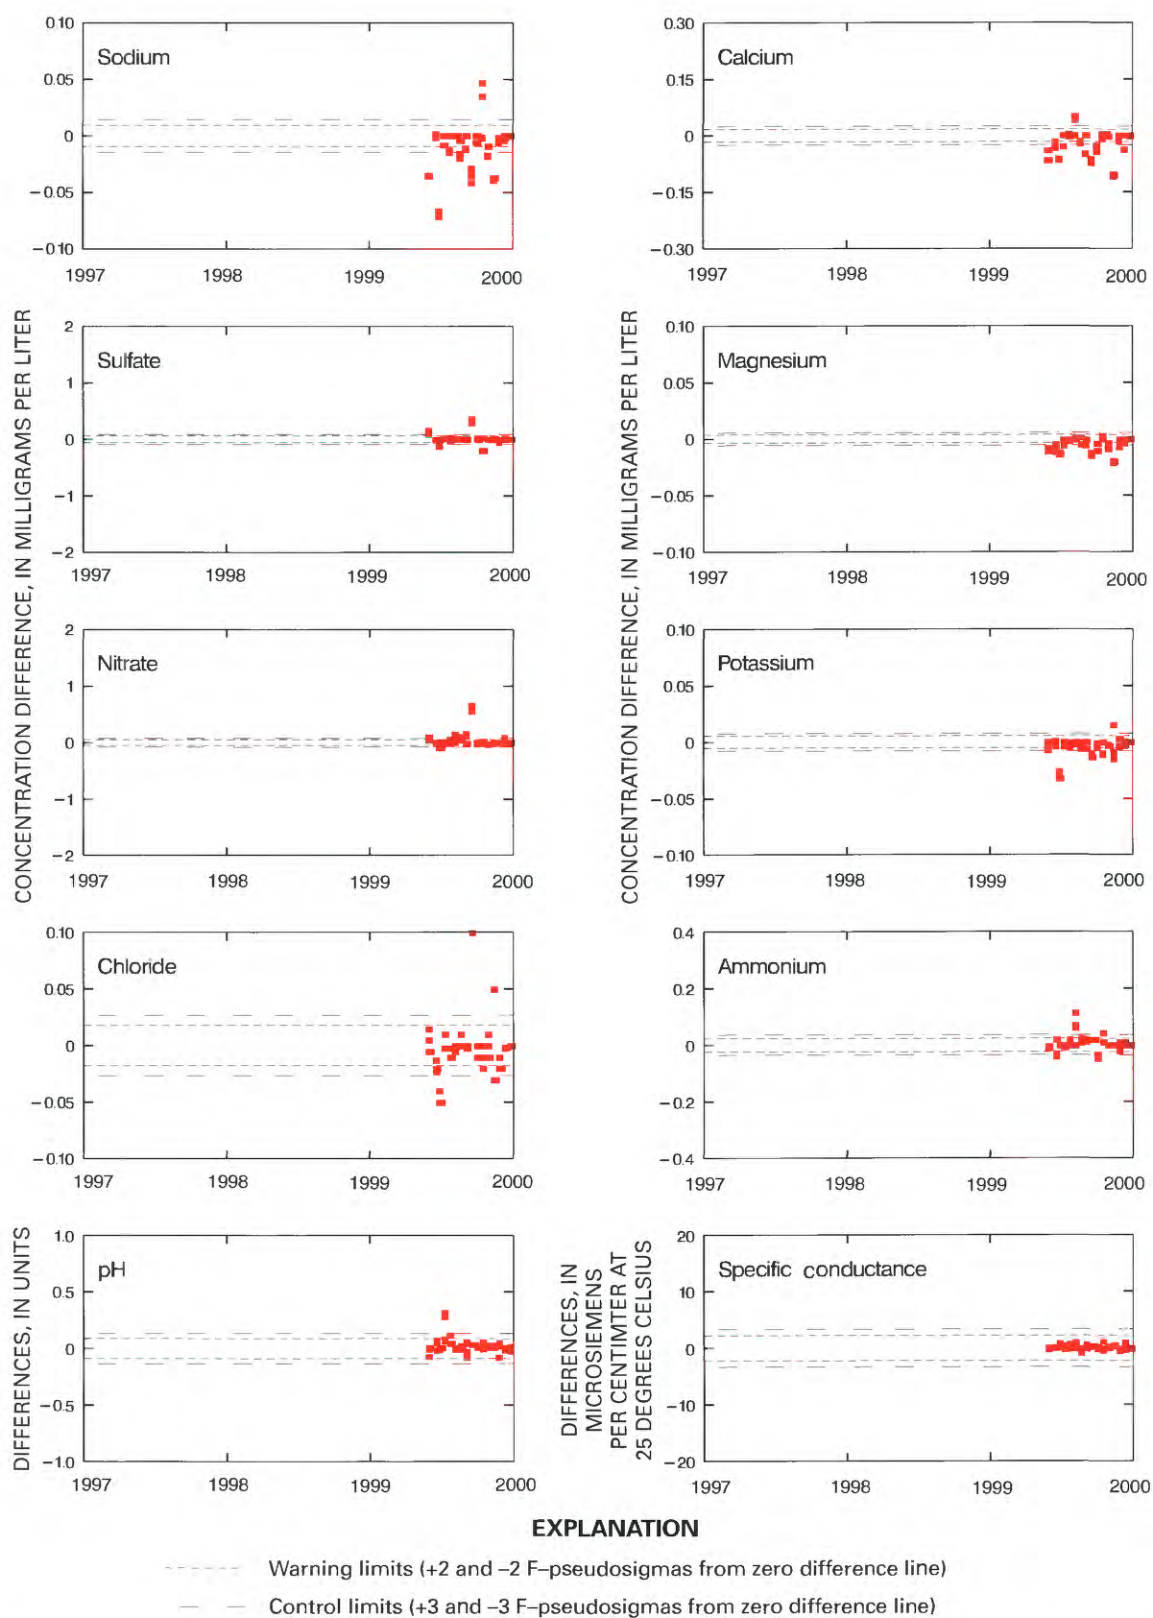 CONCENTRATION DIFFERENCE, IN MILLIGRAMS PER LITER
Sodium
0.10
0.05
0
−0.05
−0.10
1997 1998 1999 2000
Sulfate
2
1
0
−1
−2
1997 1998 1999 2000
Nitrate
2
1
0
−1
−2
1997 1998 1999 2000
Chloride
0.10
0.05
0
−0.05
−0.10
1997 1998 1999 2000
DIFFERENCES, IN UNITS
pH
1.0
0.5
0
−0.5
−1.0
1997 1998 1999 2000
CONCENTRATION DIFFERENCE, IN MILLIGRAMS PER LITER
Calcium
0.30
0.15
0
−0.15
−0.30
1997 1998 1999 2000
Magnesium
0.10
0.05
0
−0.05
−0.10
1997 1998 1999 2000
Potassium
0.10
0.05
0
−0.05
−0.10
1997 1998 1999 2000
Ammonium
0.4
0.2
0
−0.2
−0.4
1997 1998 1999 2000
DIFFERENCES, IN
MICROSIEMENS
PER CENTIMTER AT
25 DEGREES CELSIUS
Specific conductance
20
10
0
−10
−20
1997 1998 1999 2000
EXPLANATION
Warning limits (+2 and −2 F−pseudosigmas from zero difference line)
Control limits (+3 and −3 F−pseudosigmas from zero difference line)